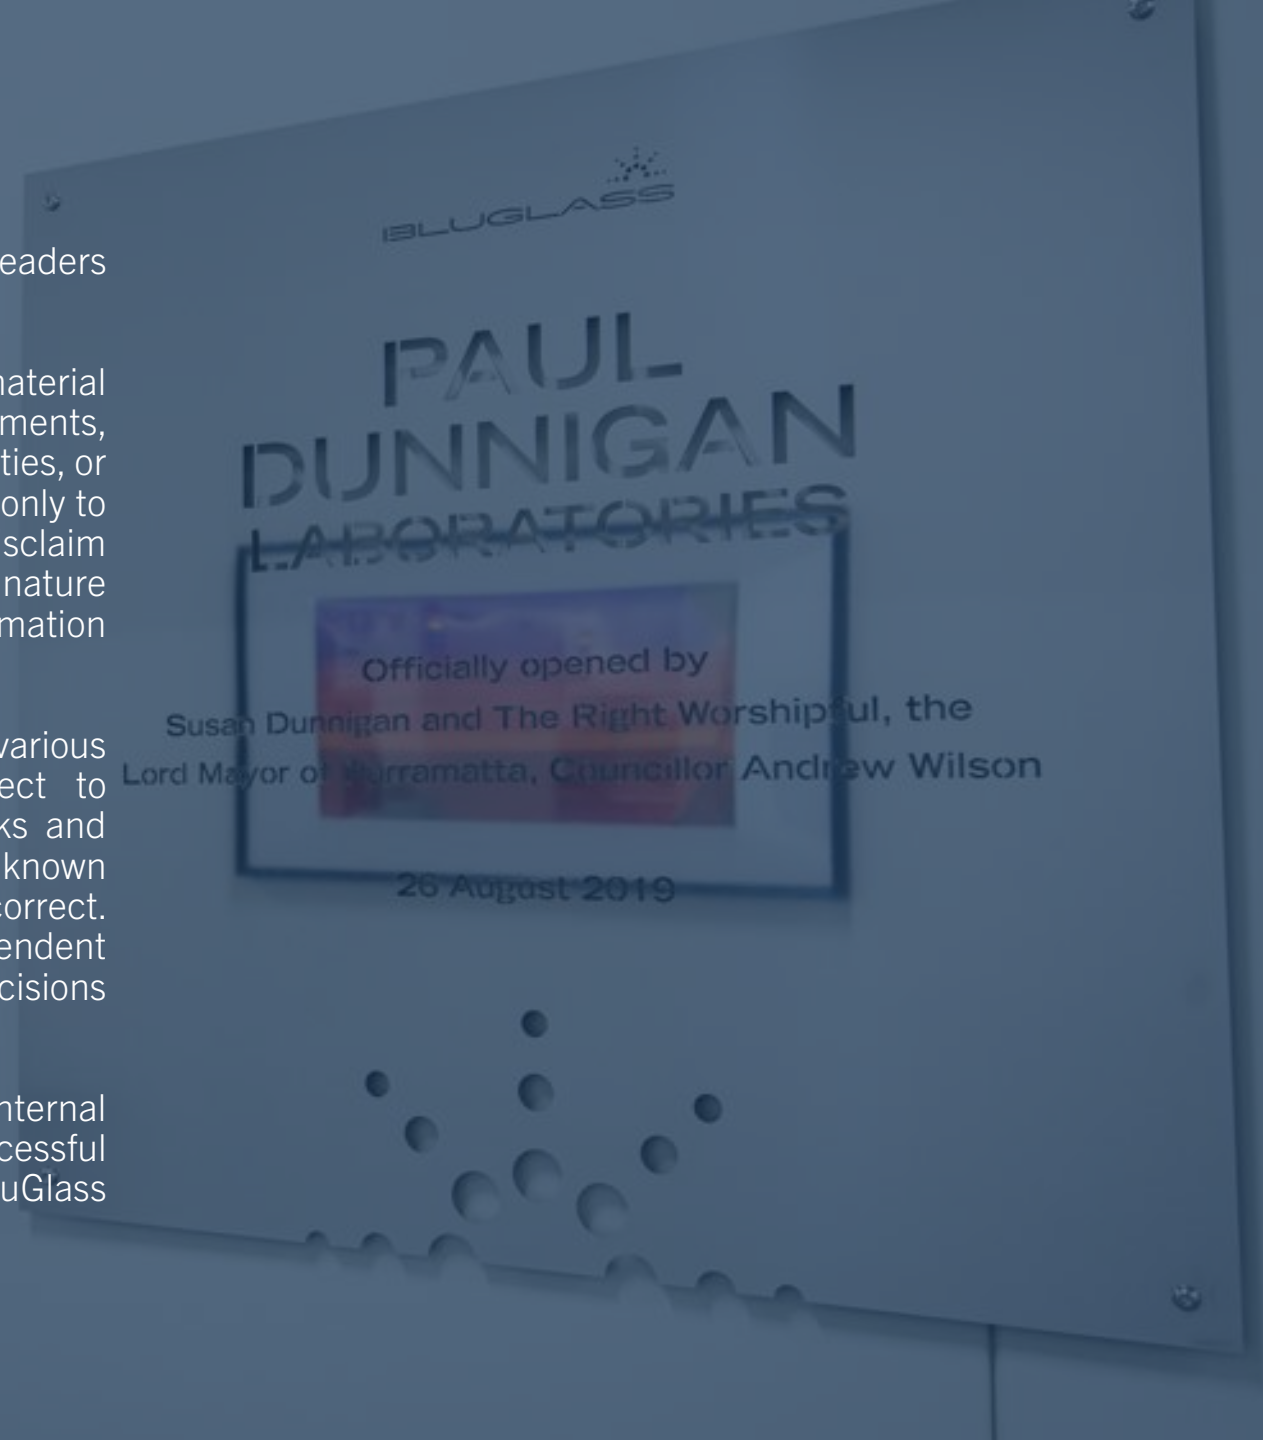 eaders
naterial
ments,
ties, or
only to
sclaim
nature
mation
various
ect to
ks and
known
correct.
endent
cisions
nternal
cessful
uGlass
BLUGLASS
PAUL
DUNNIGAN
LABORATORIES
Officially opened by
Susan Dunnigan and The Right Worshipful, the
Lord Mayor of Parramatta, Councillor Andrew Wilson
26 August 2019